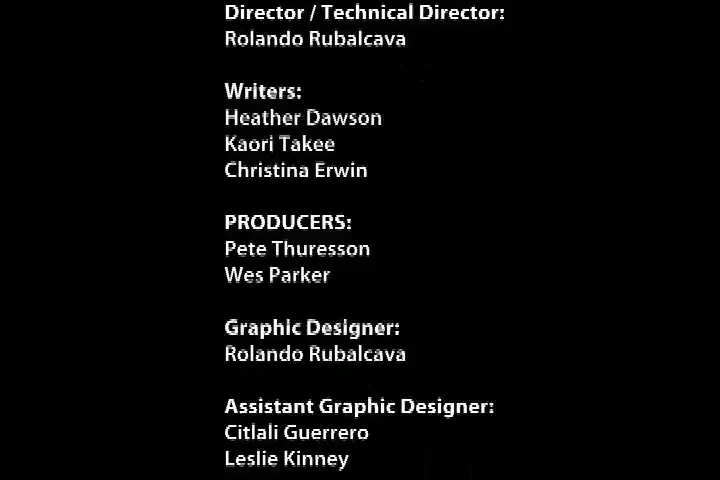 Director / Technical Director:
Rolando Rubalcava
Writers:
Heather Dawson
Kaori Takee
Christina Erwin
PRODUCERS:
Pete Thuresson
Wes Parker
Graphic Designer:
Rolando Rubalcava
Assistant Graphic Designer:
Citlali Guerrero
Leslie Kinney